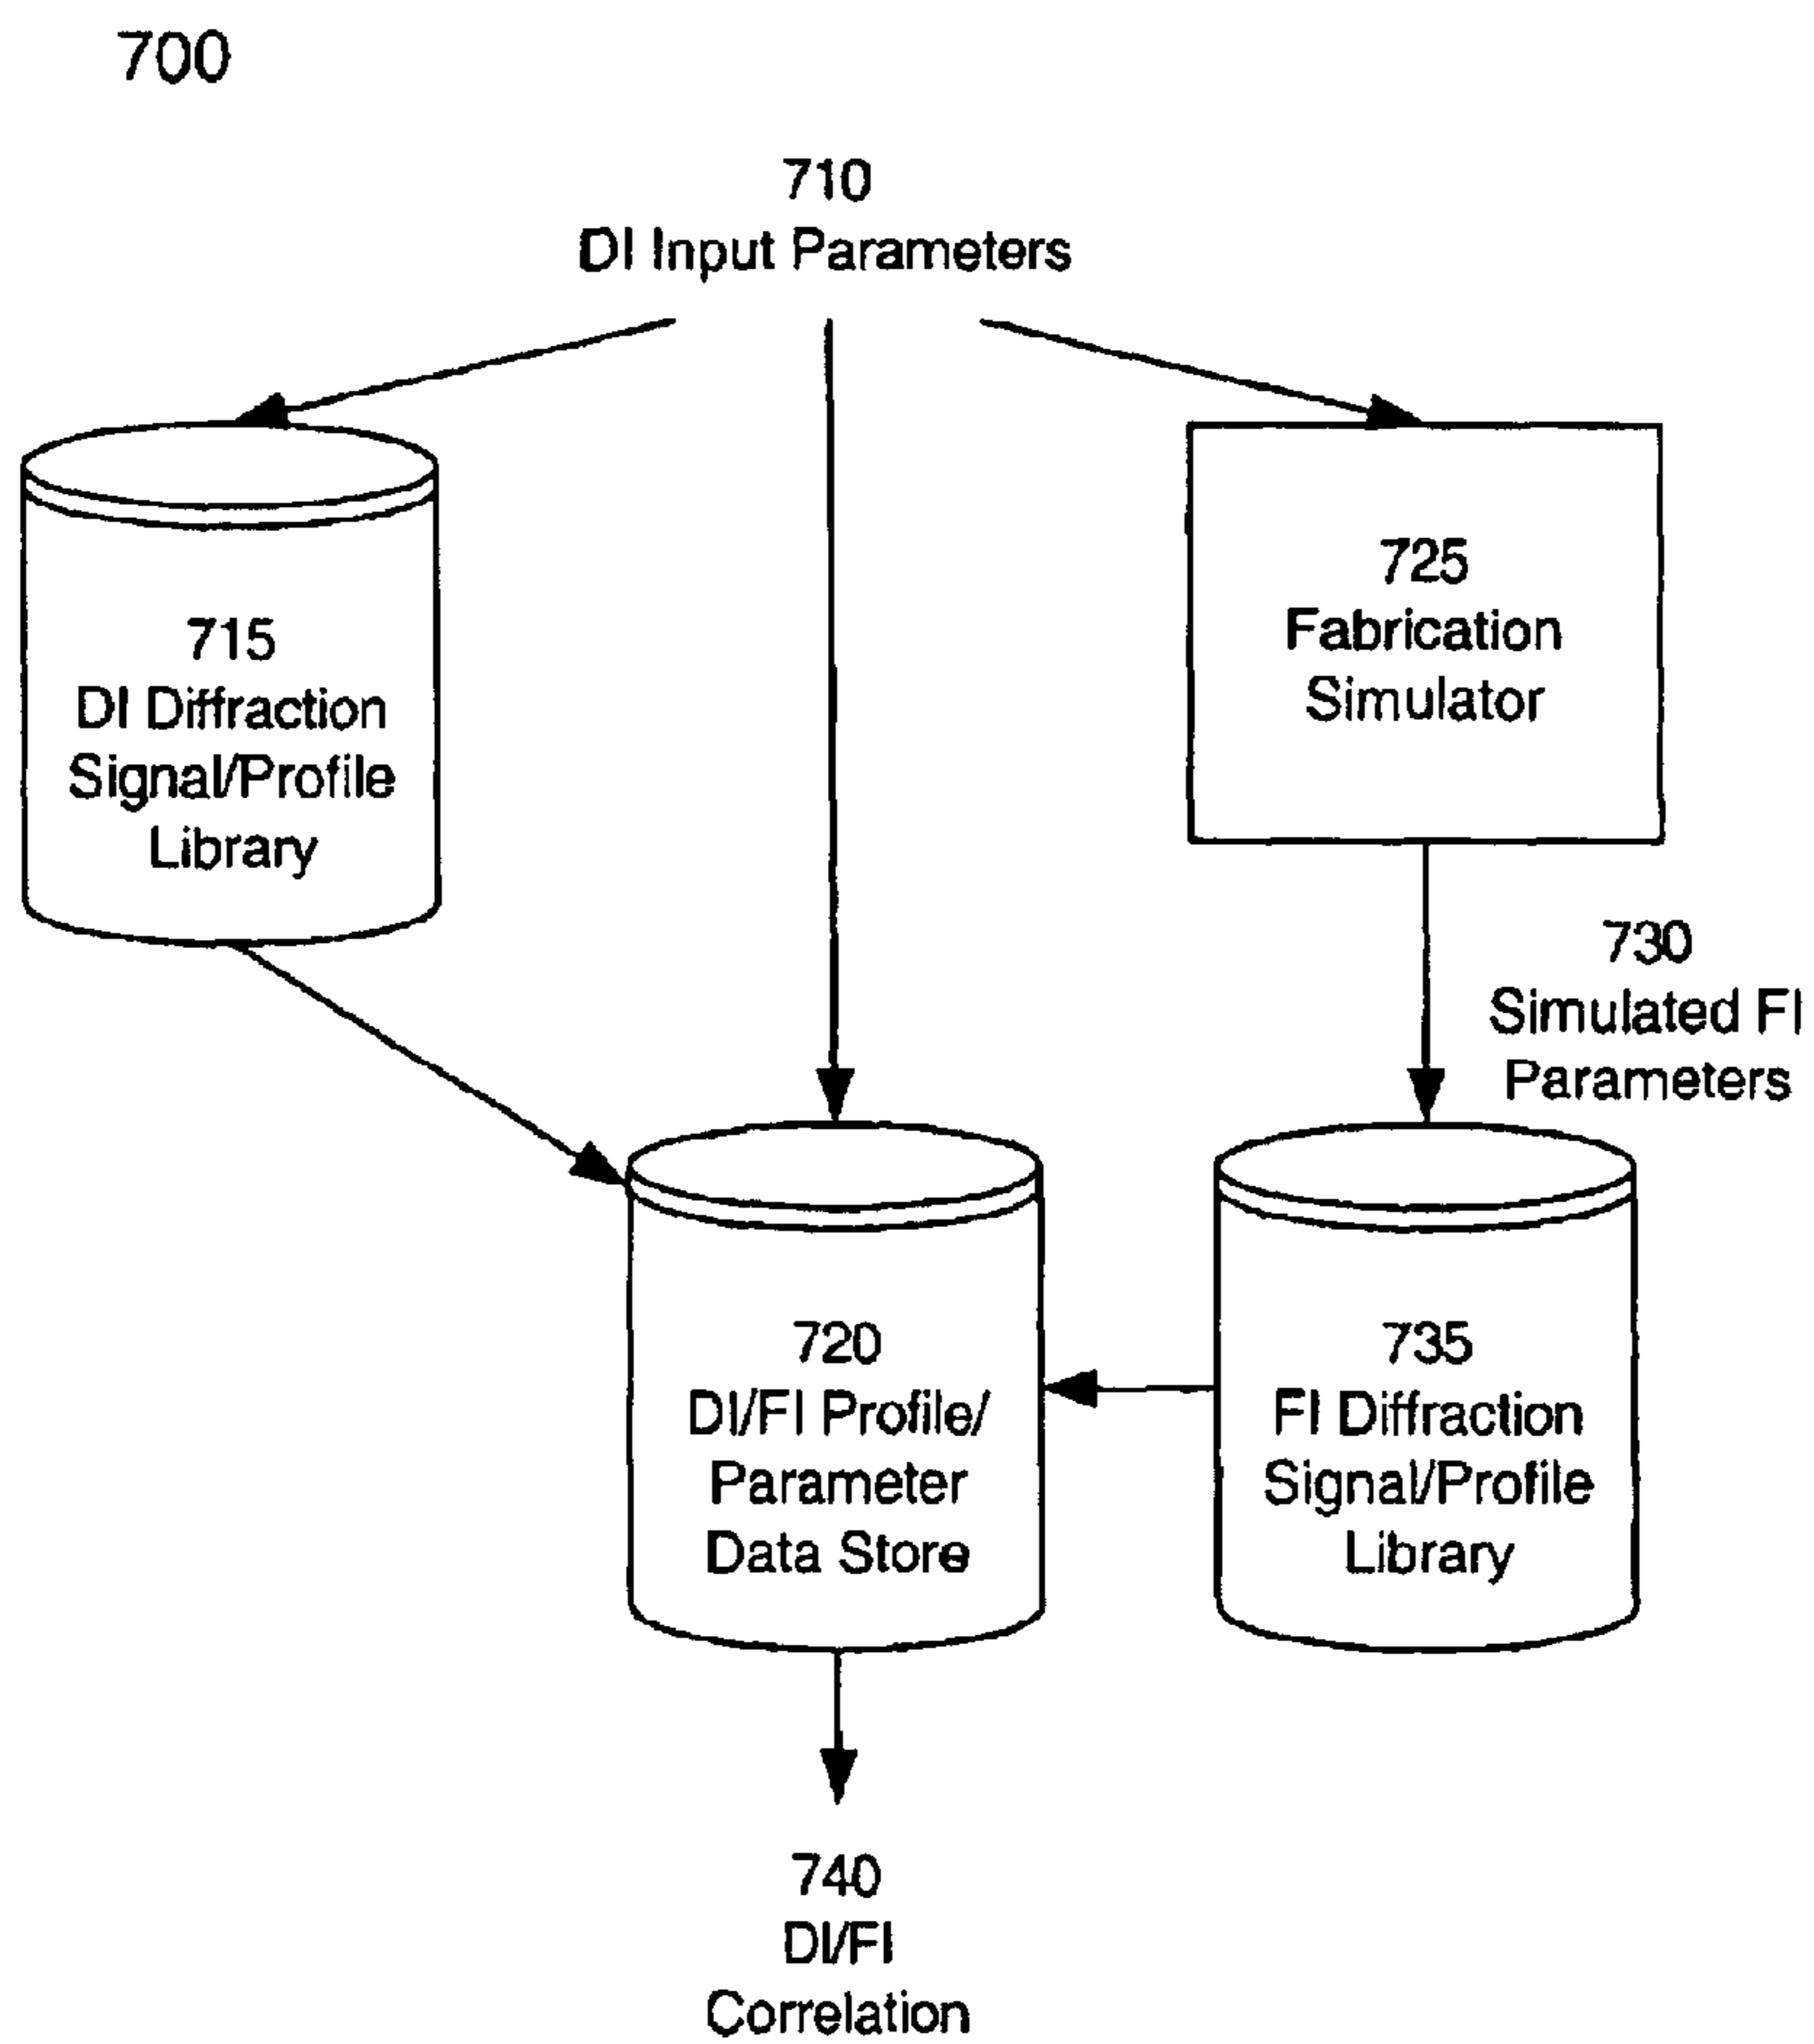 700
710
DI Input Parameters
715
DI Diffraction
Signal/Profile
Library
725
Fabrication
Simulator
730
Simulated FI
Parameters
720
DI/FI Profile/
Parameter
Data Store
735
FI Diffraction
Signal/Profile
Library
740
DI/FI
Correlation